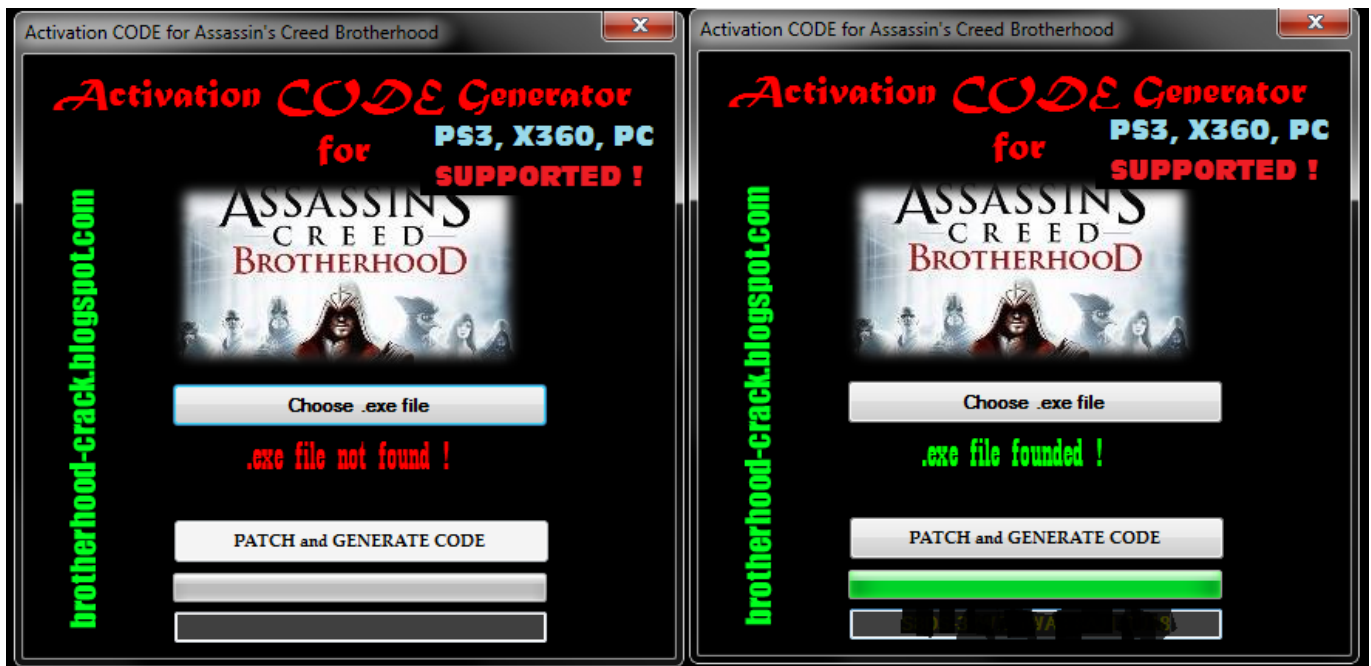 Activation CODE for Assassin's Creed Brotherhood
Activation CODE Generator
for
PS3, X360, PC
SUPPORTED !
ASSASSIN'S
CREED
BROTHERHOOD
brotherhood-crack.blogspot.com
Choose .exe file
.exe file not found !
PATCH and GENERATE CODE
Activation CODE for Assassin's Creed Brotherhood
Activation CODE Generator
for
PS3, X360, PC
SUPPORTED !
ASSASSIN'S
CREED
BROTHERHOOD
brotherhood-crack.blogspot.com
Choose .exe file
.exe file founded !
PATCH and GENERATE CODE